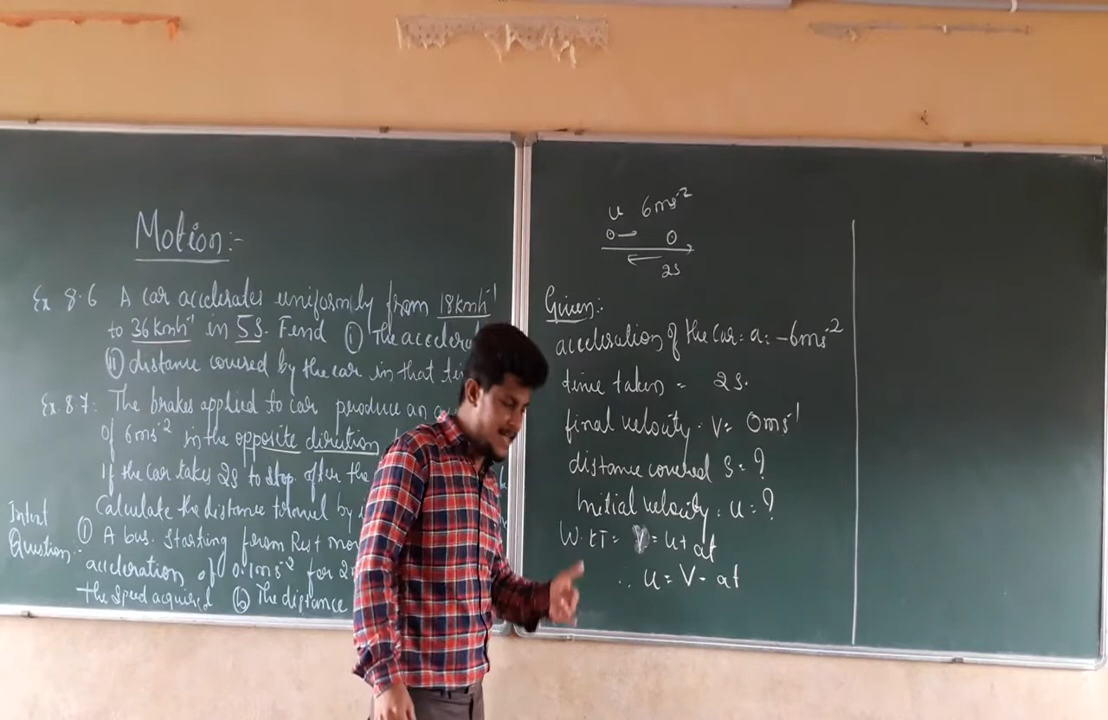 Motion:-
Ex 8.6 A car accelerates uniformly from 18kmh⁻¹
to 36kmh⁻¹ in 5s. Find (i) The accelera
(ii) distance covered by the car in that ti
Ex.8.7: The brakes applied to car produce an a
of 6ms⁻² in the opposite direction
If the car takes 2s to stop after the
Calculate the distance travel by
Intext
Question:
(1) A bus starting from Rest mov
acceleration of 0.1ms⁻² for 2
the speed acquired (b) The distance
u 6ms⁻²
2s
Given:
acceleration of the car = a = -6ms⁻²
time taken = 2s.
final velocity = V = 0ms⁻¹
distance covered S = ?
Initial velocity = u = ?
W.KT = V = u + at
∴ u = V - at